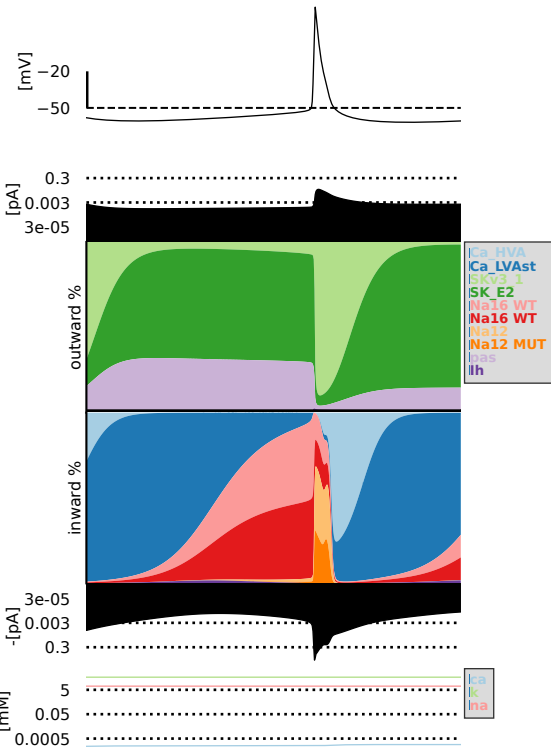 [mV]
−20
−50
[pA]
0.3
0.003
3e-05
outward %
Ca_HVA
Ca_LVAst
SKv3_1
SK_E2
Na16 WT
Na16 WT
Na12
Na12 MUT
pas
Ih
inward %
-[pA]
3e-05
0.003
0.3
[mM]
5
0.05
0.0005
ca
k
na